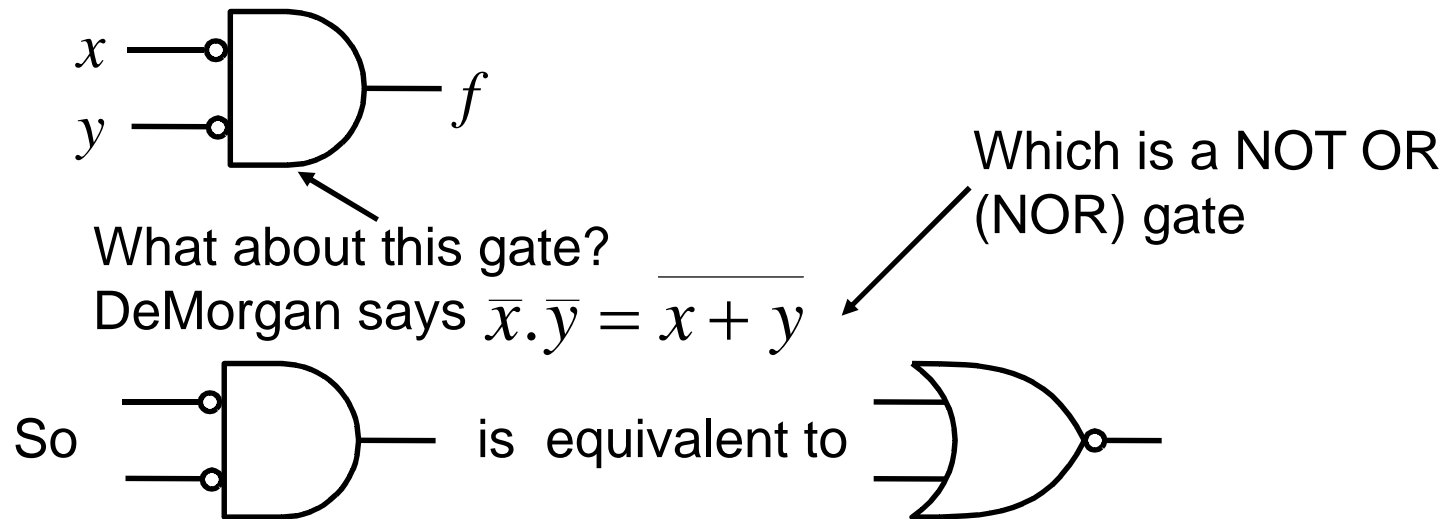 x
y
f
Which is a NOT OR
(NOR) gate
What about this gate?
DeMorgan says x̅.y̅ = x̅ ̅+̅ ̅y̅
So is equivalent to